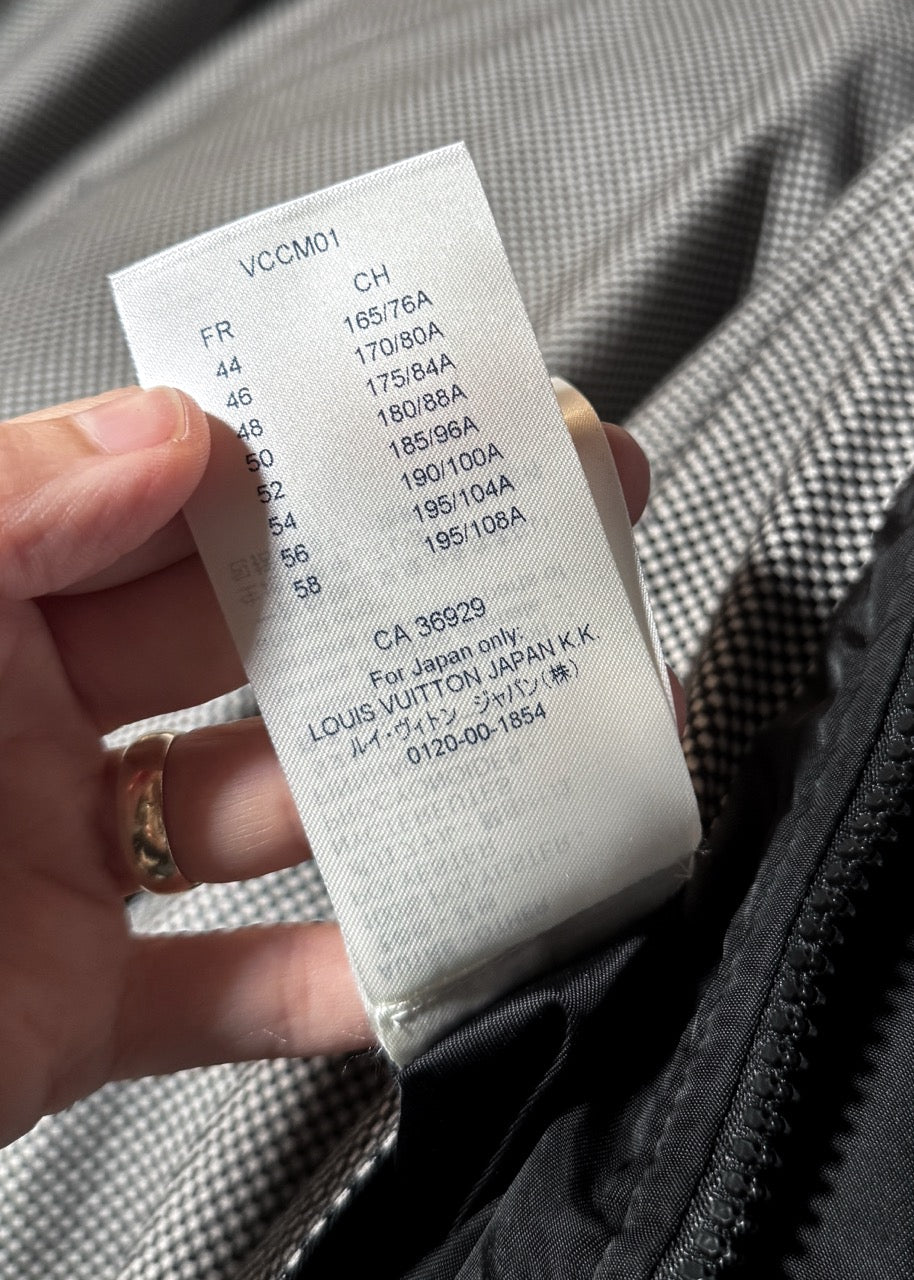 VCCM01
FR CH
44 165/76A
46 170/80A
48 175/84A
50 180/88A
52 185/96A
54 190/100A
56 195/104A
58 195/108A
CA 36929
For Japan only:
LOUIS VUITTON JAPAN K.K.
ルイ・ヴィトン ジャパン(株)
0120-00-1854